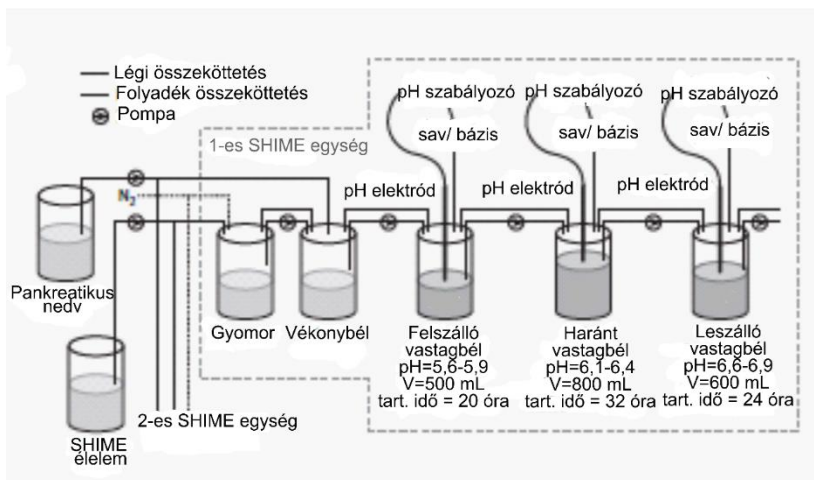 Légi összeköttetés
Folyadék összeköttetés
Pompa
1-es SHIME egység
pH szabályozó
sav/ bázis
pH elektród
pH szabályozó
sav/ bázis
pH elektród
pH szabályozó
sav/ bázis
pH elektród
N₂
Pankreatikus
nedv
SHIME
élelem
2-es SHIME egység
Gyomor
Vékonybél
Felszálló
vastagbél
pH=5,6-5,9
V=500 mL
tart. idő = 20 óra
Haránt
vastagbél
pH=6,1-6,4
V=800 mL
tart. idő = 32 óra
Leszálló
vastagbél
pH=6,6-6,9
V=600 mL
tart. idő = 24 óra